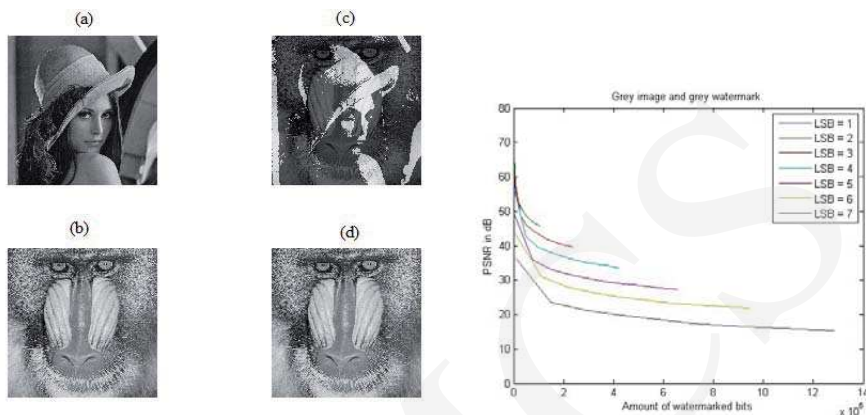 (a)
(c)
(b)
(d)
Grey image and grey watermark
80
70
60
50
40
30
20
10
0
PSNR in dB
LSB = 1
LSB = 2
LSB = 3
LSB = 4
LSB = 5
LSB = 6
LSB = 7
0 2 4 6 8 10 12 14
Amount of watermarked bits